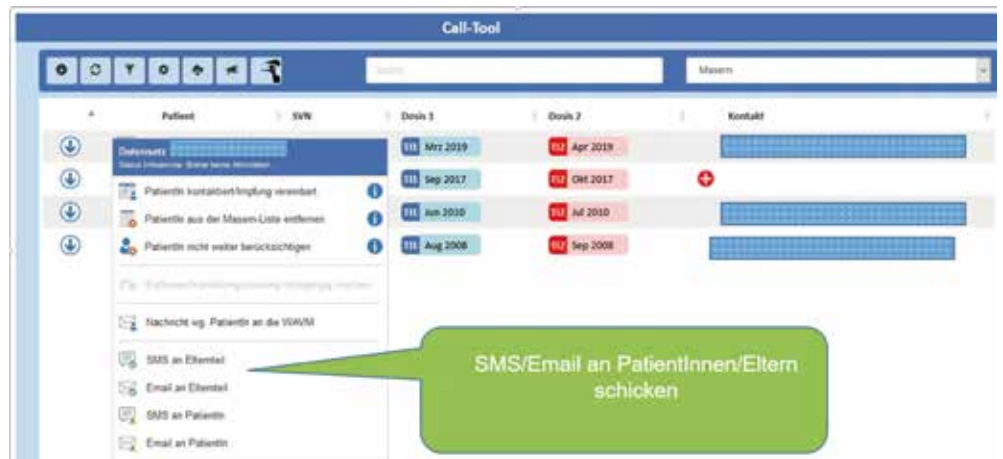 Call-Tool
Masern
Patient SVN Dosis 1 Dosis 2 Kontakt
Datensatz
Mrz 2019 Apr 2019
PatientIn kontaktiert/Impfung vereinbart
Sep 2017 Okt 2017
PatientIn aus der Masern-Liste entfernen
Jun 2010 Jul 2010
PatientIn nicht weiter berücksichtigen
Aug 2008 Sep 2008
Nachricht wg. PatientIn an die WAVM
SMS an Elternteil
Email an Elternteil
SMS an PatientIn
Email an PatientIn
SMS/Email an PatientInnen/Eltern
schicken